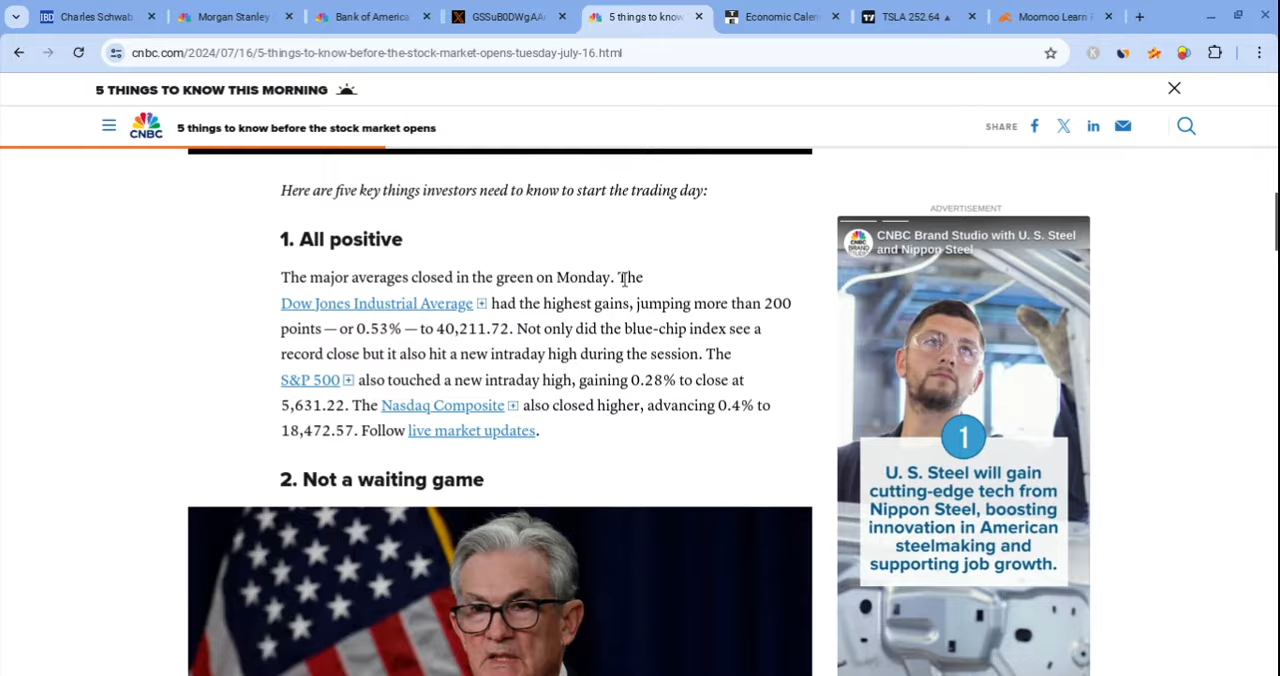 Charles Schwab
Morgan Stanley
Bank of America
GSSuB0DWgAA
5 things to know
Economic Cale
TSLA 252.64 ▲
Moomoo Learn
cnbc.com/2024/07/16/5-things-to-know-before-the-stock-market-opens-tuesday-july-16.html
5 THINGS TO KNOW THIS MORNING
CNBC
5 things to know before the stock market opens
SHARE
Here are five key things investors need to know to start the trading day:
1. All positive
The major averages closed in the green on Monday. The
Dow Jones Industrial Average had the highest gains, jumping more than 200
points — or 0.53% — to 40,211.72. Not only did the blue-chip index see a
record close but it also hit a new intraday high during the session. The
S&P 500 also touched a new intraday high, gaining 0.28% to close at
5,631.22. The Nasdaq Composite also closed higher, advancing 0.4% to
18,472.57. Follow live market updates.
2. Not a waiting game
ADVERTISEMENT
CNBC Brand Studio with U. S. Steel
and Nippon Steel
1
U. S. Steel will gain
cutting-edge tech from
Nippon Steel, boosting
innovation in American
steelmaking and
supporting job growth.